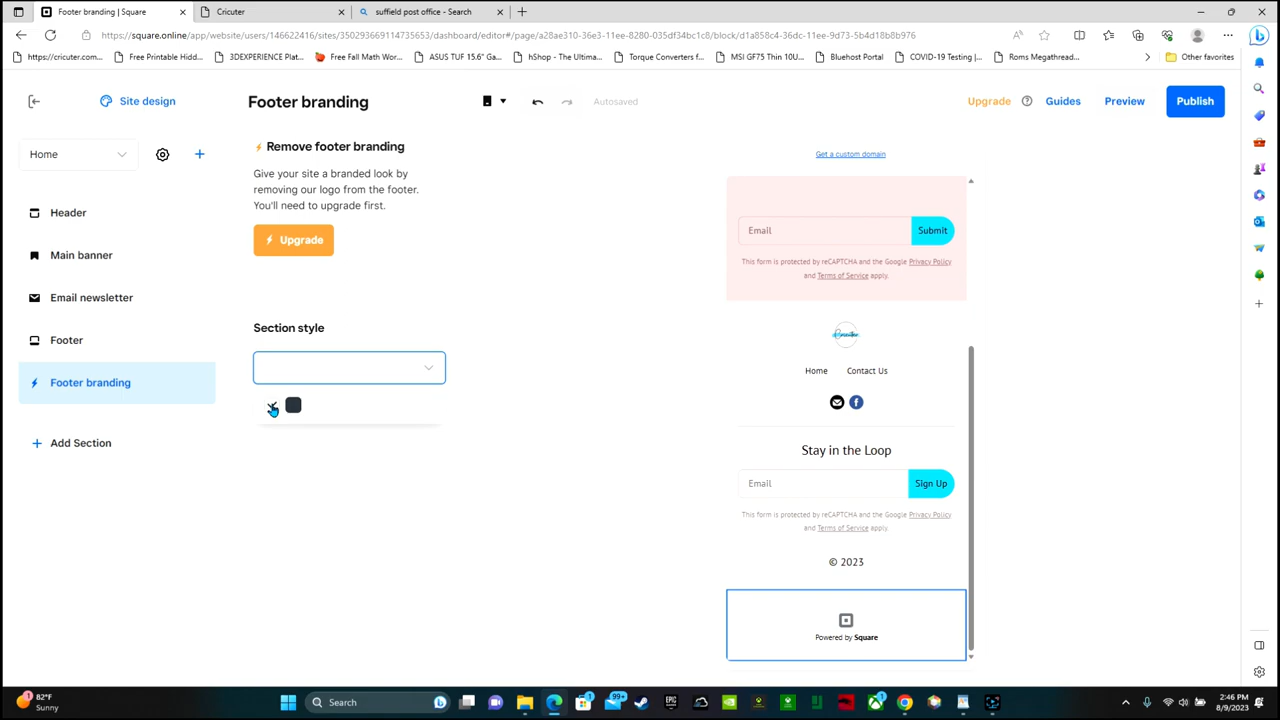 Footer branding | Square
Cricuter
suffield post office - Search
https://square.online/app/website/users/146622416/sites/350293669114735653/dashboard/editor#/page/a28ae310-36e3-11ee-8280-035df34bc1c8/block/d1a858c4-36dc-11ee-9d73-5b4d18b8b976
https://cricuter.com...
Free Printable Hidd...
3DEXPERIENCE Plat...
Free Fall Math Wor...
ASUS TUF 15.6" Ga...
hShop - The Ultima...
Torque Converters f...
MSI GF75 Thin 10U...
Bluehost Portal
COVID-19 Testing |...
Roms Megathread...
Other favorites
Site design
Footer branding
Autosaved
Upgrade
Guides
Preview
Publish
Home
Header
Main banner
Email newsletter
Footer
Footer branding
Add Section
Remove footer branding
Give your site a branded look by
removing our logo from the footer.
You'll need to upgrade first.
Upgrade
Section style
Get a custom domain
Email
Submit
This form is protected by reCAPTCHA and the Google Privacy Policy
and Terms of Service apply.
Home
Contact Us
Stay in the Loop
Email
Sign Up
This form is protected by reCAPTCHA and the Google Privacy Policy
and Terms of Service apply.
© 2023
Powered by Square
1
82°F
Sunny
Search
1
99+
EPIC
1
2:46 PM
8/9/2023